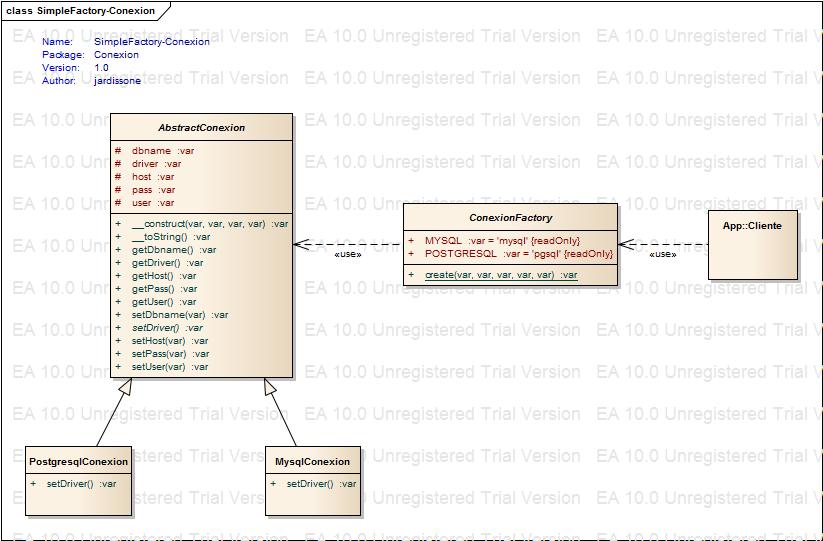 class SimpleFactory-Conexion
EA 10.0 Unregistered Trial Version EA 10.0 Unregistered Trial Version EA 10.0 Unregistered Trial V
Name: SimpleFactory-Conexion
Package: Conexion
Version: 1.0
Author: jardissone
AbstractConexion
# dbname :var
# driver :var
# host :var
# pass :var
# user :var
+ __construct(var, var, var, var) :var
+ __toString() :var
+ getDbname() :var
+ getDriver() :var
+ getHost() :var
+ getPass() :var
+ getUser() :var
+ setDbname(var) :var
+ setDriver() :var
+ setHost(var) :var
+ setPass(var) :var
+ setUser(var) :var
«use»
ConexionFactory
+ MYSQL :var = 'mysql' {readOnly}
+ POSTGRESQL :var = 'pgsql' {readOnly}
+ create(var, var, var, var, var) :var
«use»
App::Cliente
PostgresqlConexion
+ setDriver() :var
MysqlConexion
+ setDriver() :var